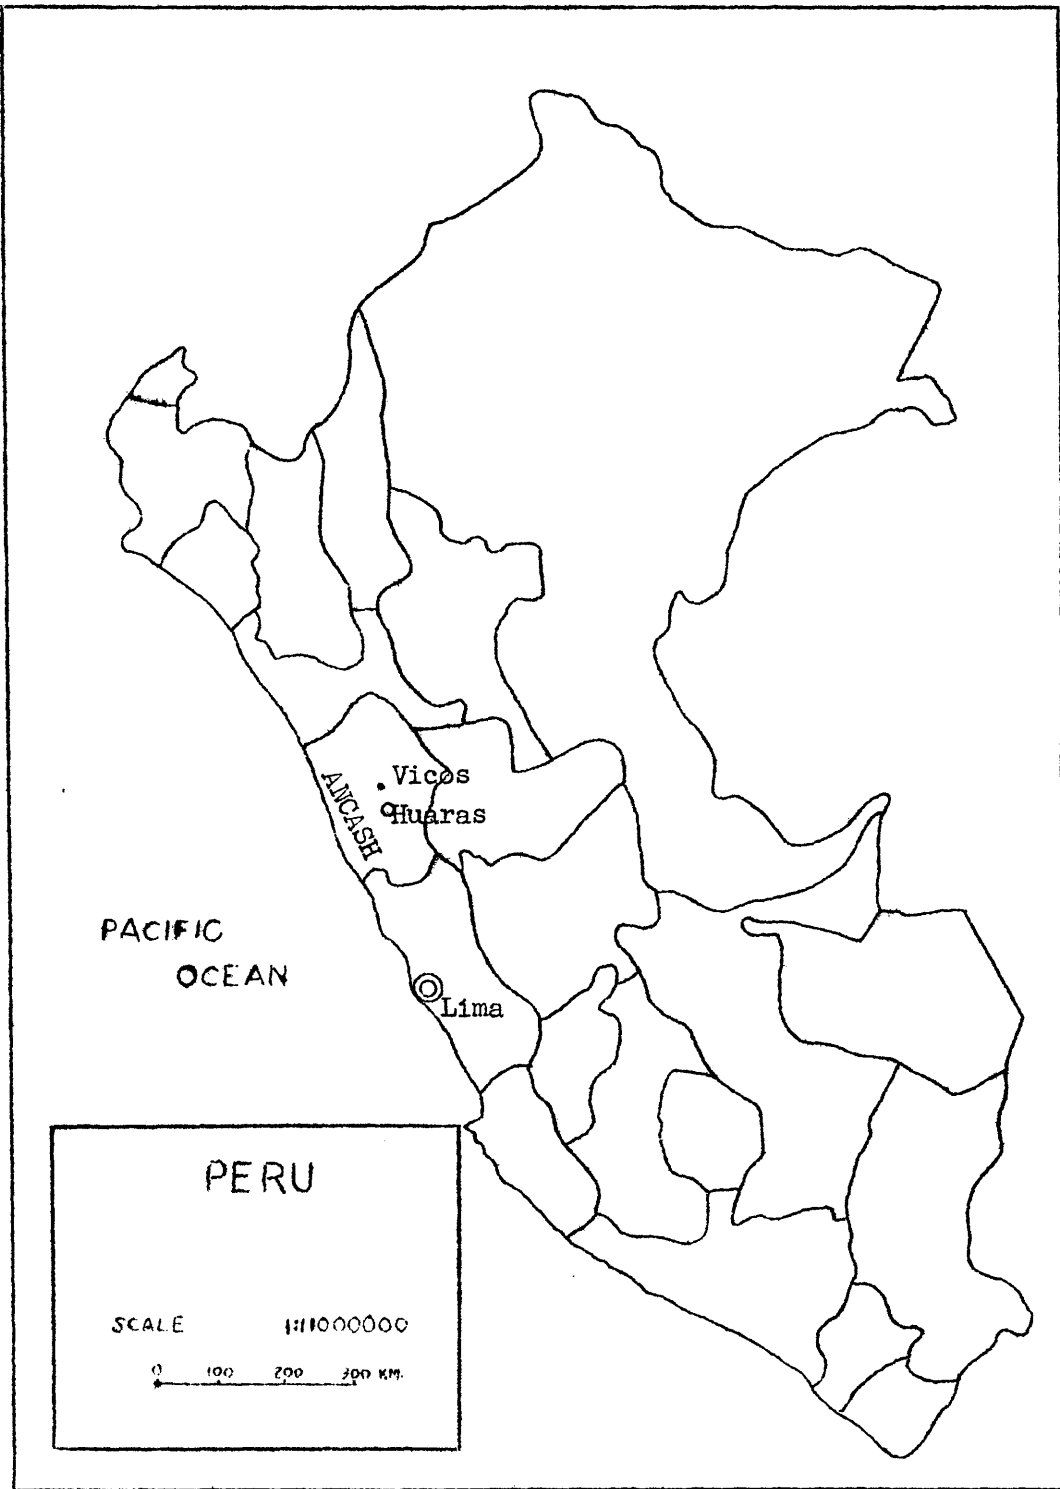 Vicos
Huaras
ANCASH
PACIFIC
OCEAN
Lima
PERU
SCALE 1:11000000
0 100 200 300 KM.